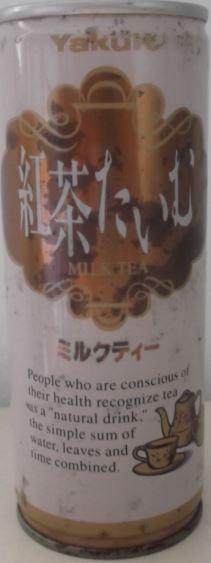 Yakult
紅茶たいむ
MILK TEA
ミルクティー
People who are conscious of
their health recognize tea
as a "natural drink,"
the simple sum of
water, leaves and
time combined.